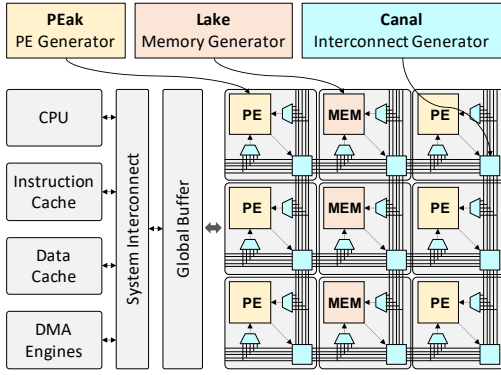 PEak
PE Generator
Lake
Memory Generator
Canal
Interconnect Generator
CPU
Instruction
Cache
Data
Cache
DMA
Engines
System Interconnect
Global Buffer
PE
MEM
PE
PE
MEM
PE
PE
MEM
PE